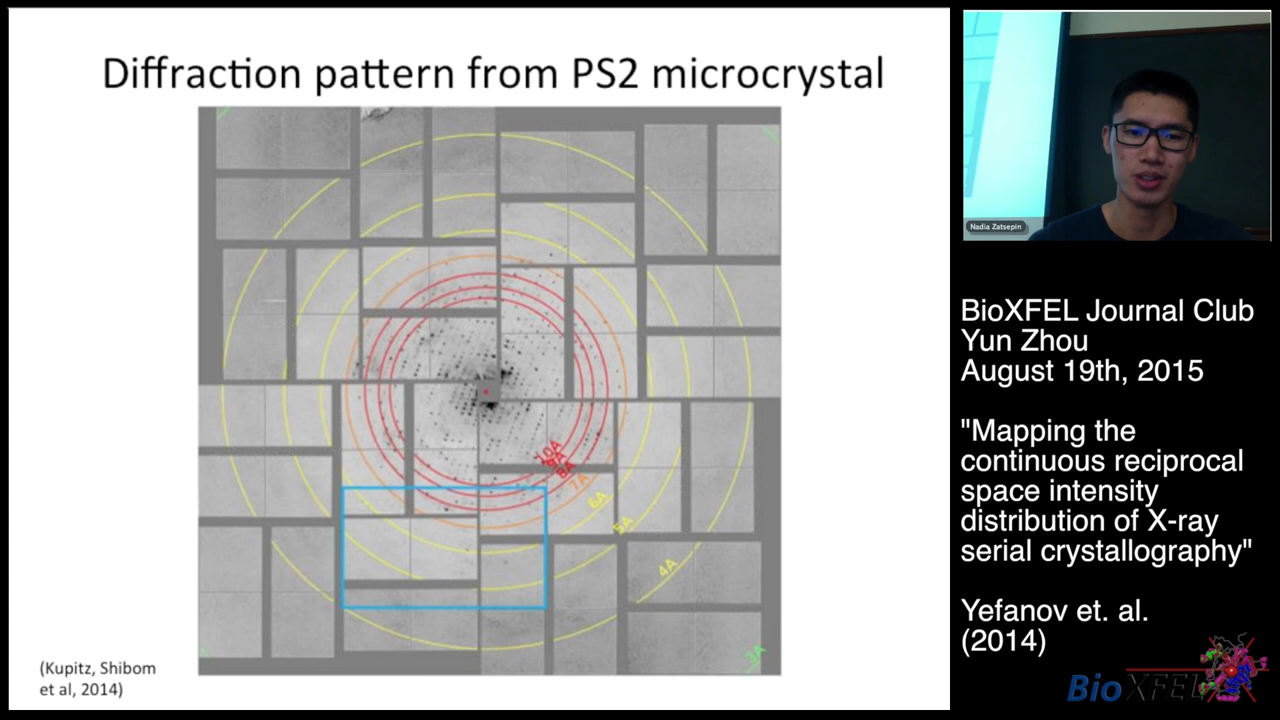 Diffraction pattern from PS2 microcrystal
10A
9A
8A
7A
6A
5A
4A
3A
(Kupitz, Shibom
et al, 2014)
Nadia Zatsepin
BioXFEL Journal Club
Yun Zhou
August 19th, 2015
"Mapping the
continuous reciprocal
space intensity
distribution of X-ray
serial crystallography"
Yefanov et. al.
(2014)
BioXFEL